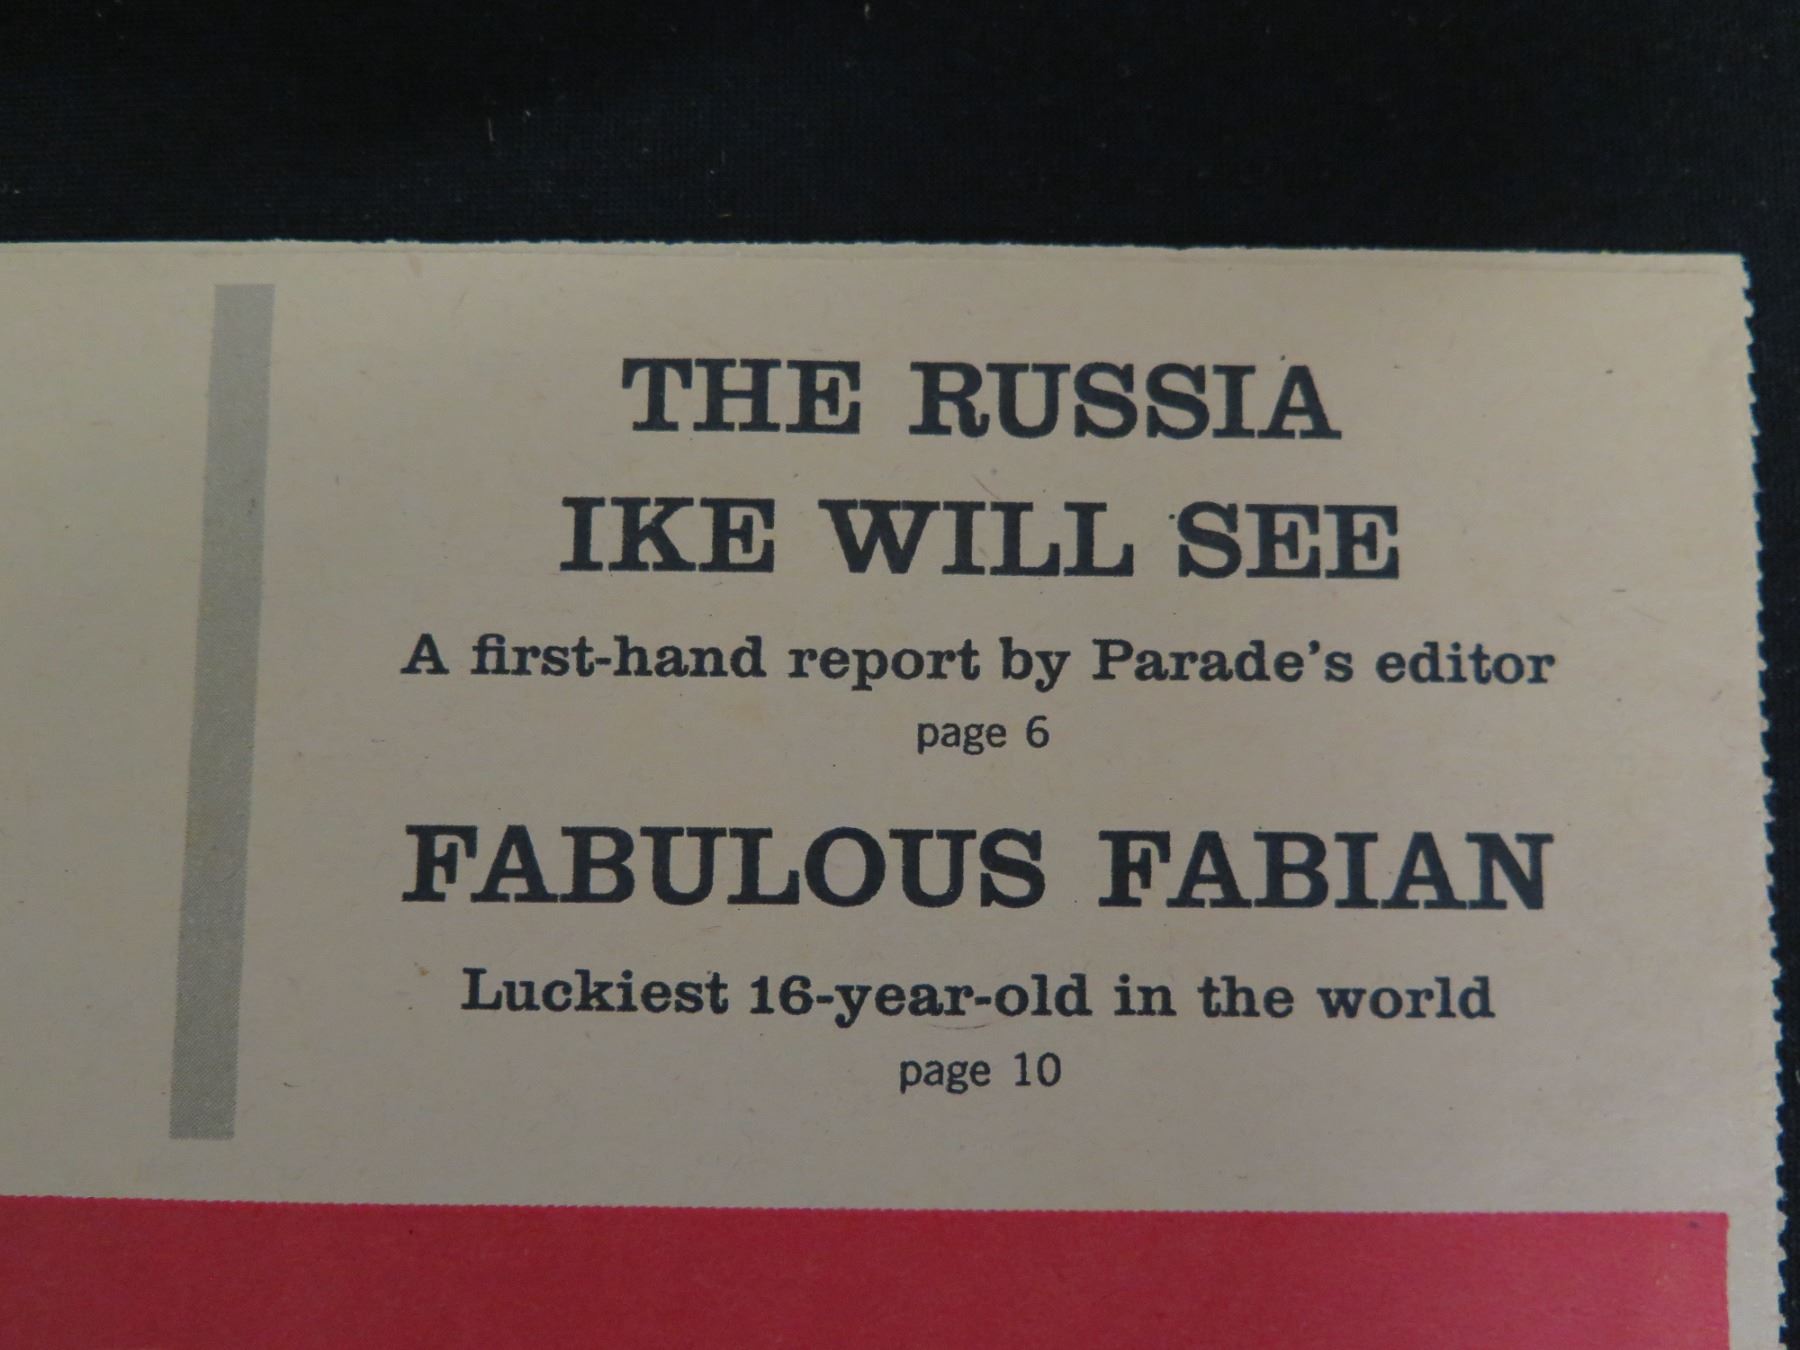 THE RUSSIA
IKE WILL SEE
A first-hand report by Parade's editor
page 6
FABULOUS FABIAN
Luckiest 16-year-old in the world
page 10